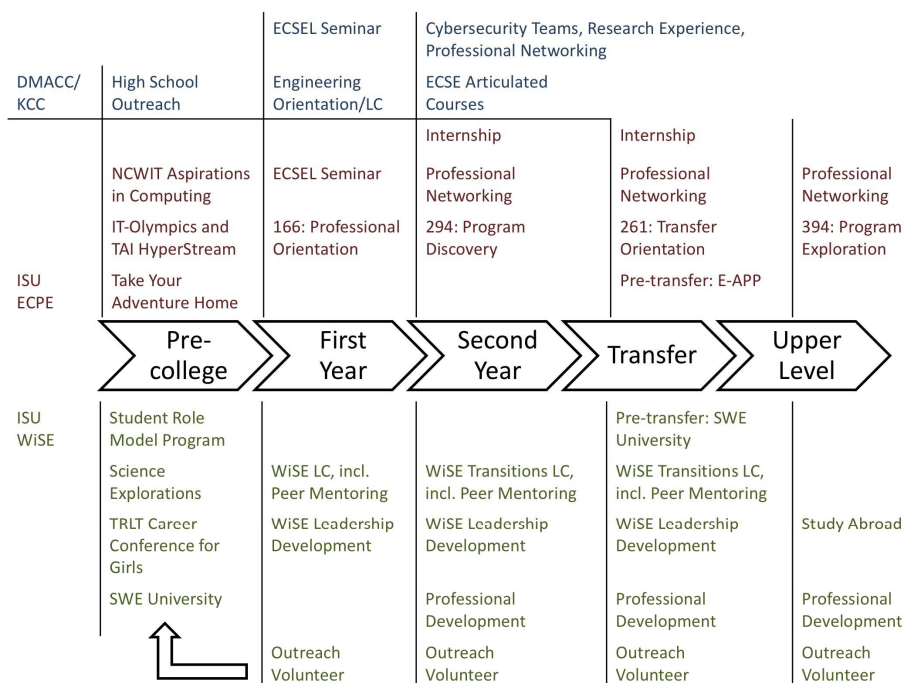 ECSEL Seminar
Cybersecurity Teams, Research Experience,
Professional Networking
DMACC/
KCC
High School
Outreach
Engineering
Orientation/LC
ECSE Articulated
Courses
Internship
Internship
NCWIT Aspirations
in Computing
ECSEL Seminar
Professional
Networking
Professional
Networking
Professional
Networking
IT-Olympics and
TAI HyperStream
166: Professional
Orientation
294: Program
Discovery
261: Transfer
Orientation
394: Program
Exploration
ISU
ECPE
Take Your
Adventure Home
Pre-transfer: E-APP
Pre-
college
First
Year
Second
Year
Transfer
Upper
Level
ISU
WiSE
Student Role
Model Program
Pre-transfer: SWE
University
Science
Explorations
WiSE LC, incl.
Peer Mentoring
WiSE Transitions LC,
incl. Peer Mentoring
WiSE Transitions LC,
incl. Peer Mentoring
TRLT Career
Conference for
Girls
WiSE Leadership
Development
WiSE Leadership
Development
WiSE Leadership
Development
Study Abroad
SWE University
Professional
Development
Professional
Development
Professional
Development
Outreach
Volunteer
Outreach
Volunteer
Outreach
Volunteer
Outreach
Volunteer